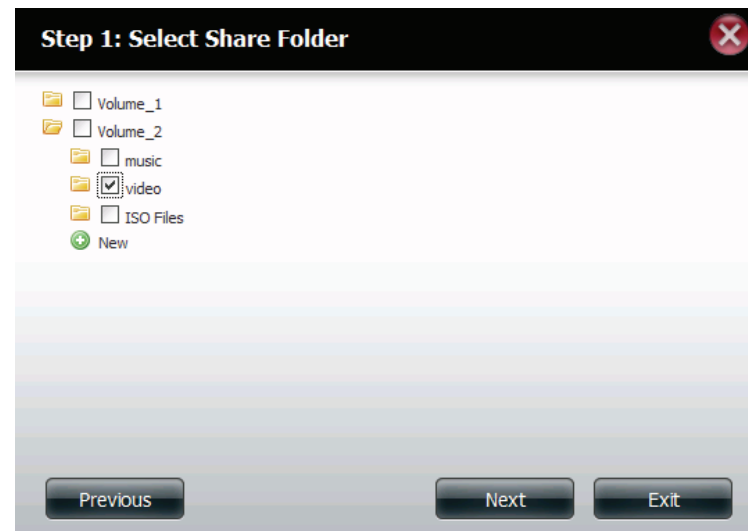 Step 1: Select Share Folder
Volume_1
Volume_2
music
video
ISO Files
New
Previous Next Exit